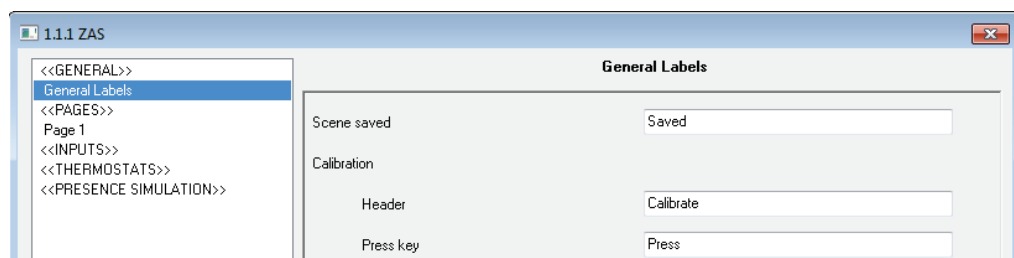 1.1.1 ZAS
<<GENERAL>>
General Labels
<<PAGES>>
Page 1
<<INPUTS>>
<<THERMOSTATS>>
<<PRESENCE SIMULATION>>
General Labels
Scene saved Saved
Calibration
Header Calibrate
Press key Press